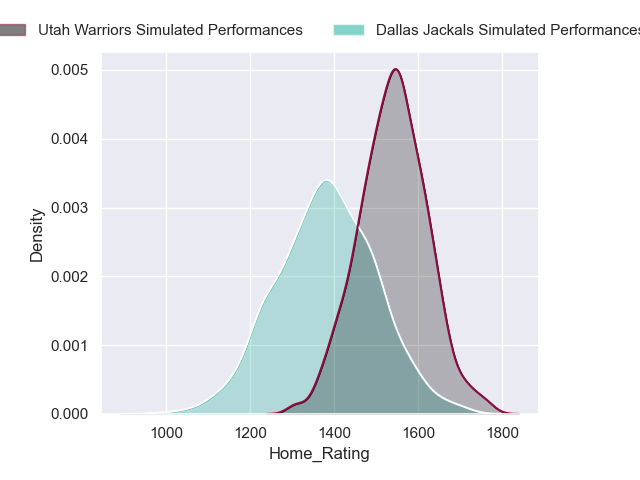 Utah Warriors Simulated Performances
Dallas Jackals Simulated Performances
0.005
0.004
0.003
0.002
0.001
0.000
Density
1000
1200
1400
1600
1800
Home_Rating